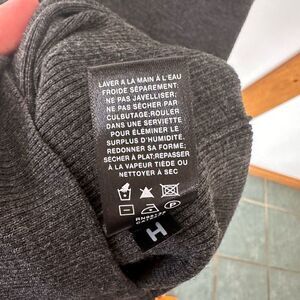 LAVER A LA MAIN À L'EAU
FROIDE SÉPAREMENT;
NE PAS JAVELLISER;
NE PAS SÉCHER PAR
CULBUTAGE;ROULER
DANS UNE SERVIETTE
POUR ÉLIMINER LE
SURPLUS D'HUMIDITÉ.
REDONNER SA FORME;
SÉCHER À PLAT;REPASSER
À LA VAPEUR TIÈDE OU
NETTOYER À SEC
H